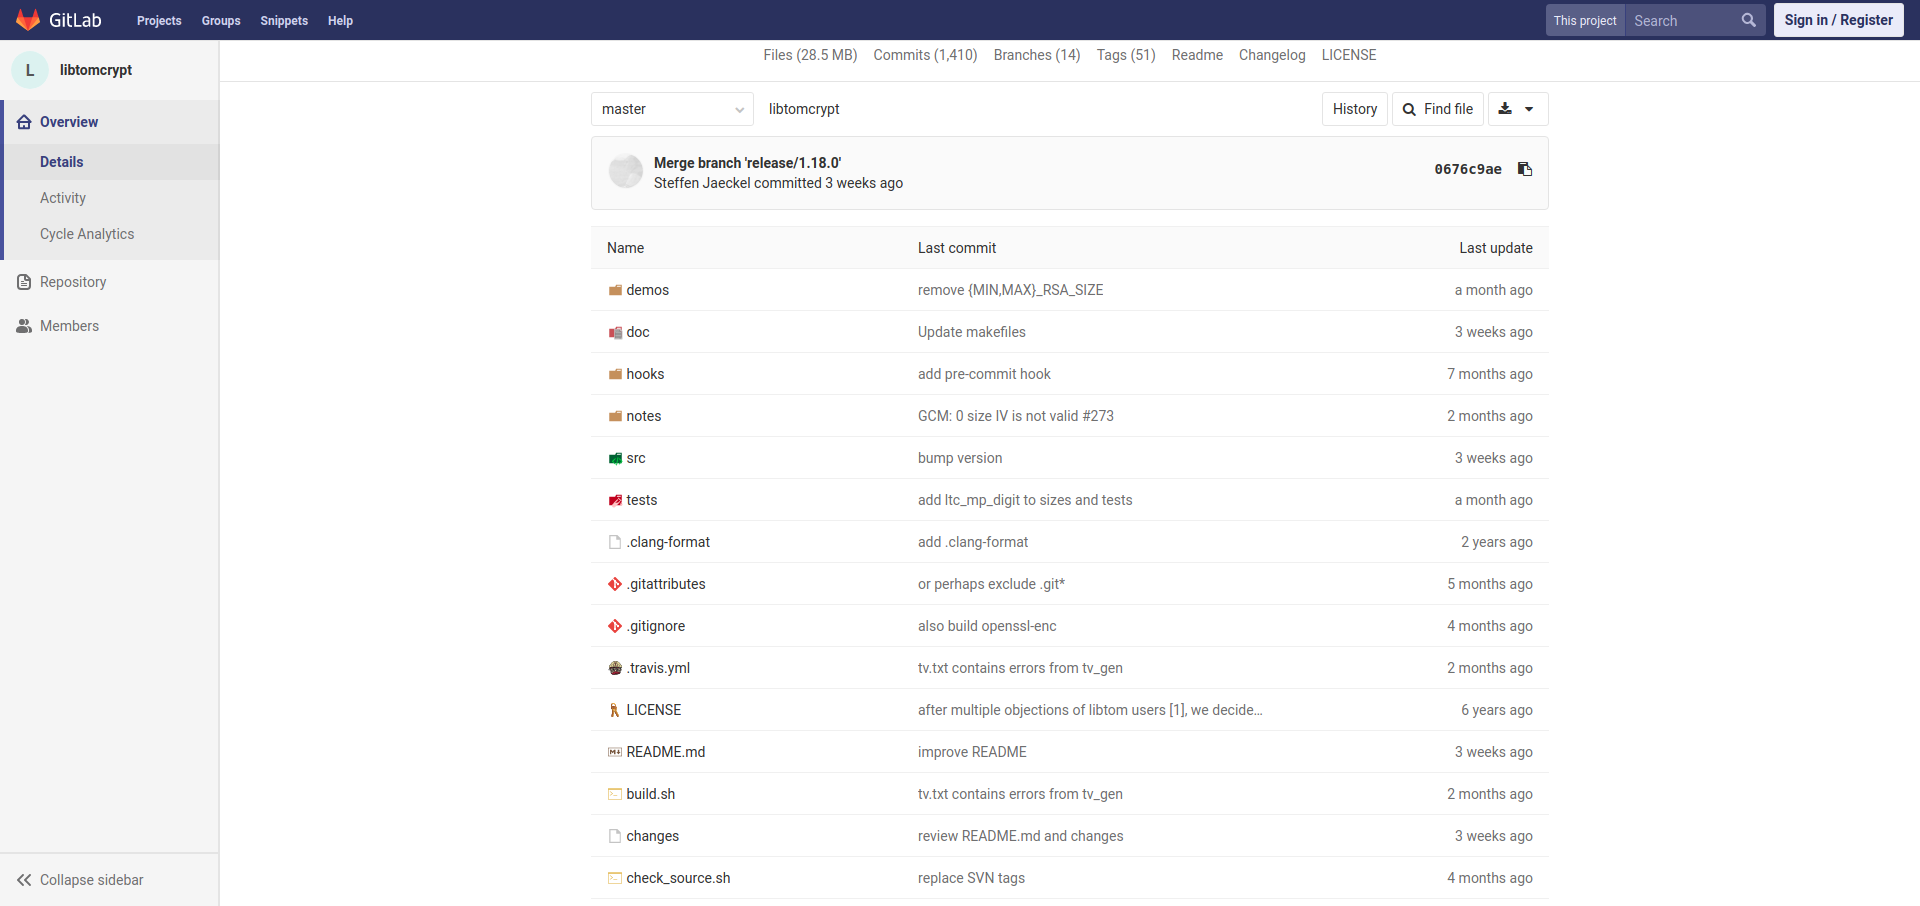 GitLab Projects Groups Snippets Help This project Search Sign in / Register
L libtomcrypt
Overview
Details
Activity
Cycle Analytics
Repository
Members
Collapse sidebar
Files (28.5 MB) Commits (1,410) Branches (14) Tags (51) Readme Changelog LICENSE
master libtomcrypt History Find file
Merge branch 'release/1.18.0'
Steffen Jaeckel committed 3 weeks ago
0676c9ae
Name Last commit Last update
demos remove {MIN,MAX}_RSA_SIZE a month ago
doc Update makefiles 3 weeks ago
hooks add pre-commit hook 7 months ago
notes GCM: 0 size IV is not valid #273 2 months ago
src bump version 3 weeks ago
tests add ltc_mp_digit to sizes and tests a month ago
.clang-format add .clang-format 2 years ago
.gitattributes or perhaps exclude .git* 5 months ago
.gitignore also build openssl-enc 4 months ago
.travis.yml tv.txt contains errors from tv_gen 2 months ago
LICENSE after multiple objections of libtom users [1], we decide… 6 years ago
README.md improve README 3 weeks ago
build.sh tv.txt contains errors from tv_gen 2 months ago
changes review README.md and changes 3 weeks ago
check_source.sh replace SVN tags 4 months ago